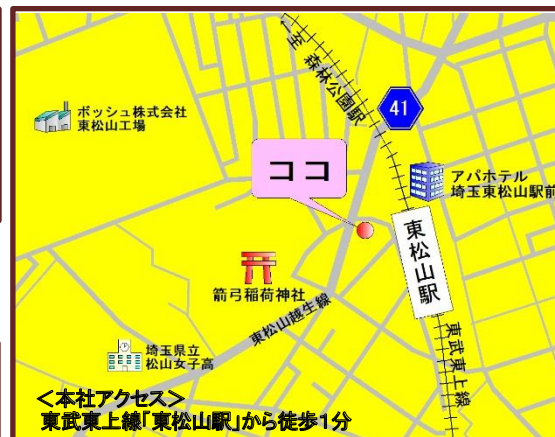 至 森林公園駅
41
ボッシュ株式会社
東松山工場
ココ
アパホテル
埼玉東松山駅前
東松山駅
箭弓稲荷神社
東松山越生線
東武東上線
埼玉県立
松山女子高
＜本社アクセス＞
東武東上線「東松山駅」から徒歩1分